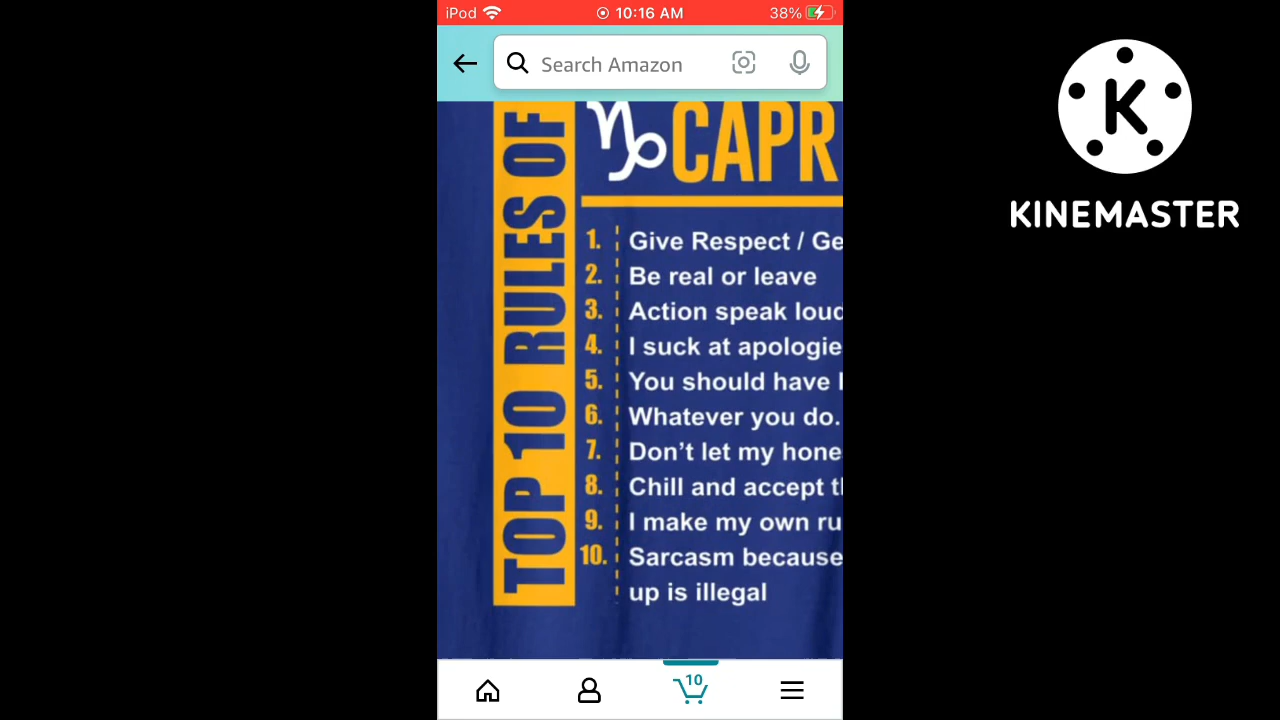 iPod 10:16 AM 38%
Search Amazon
KINEMASTER
TOP 10 RULES OF
CAPR
1. Give Respect / Ge
2. Be real or leave
3. Action speak loud
4. I suck at apologie
5. You should have
6. Whatever you do.
7. Don't let my hone
8. Chill and accept
9. I make my own ru
10. Sarcasm because
up is illegal
10